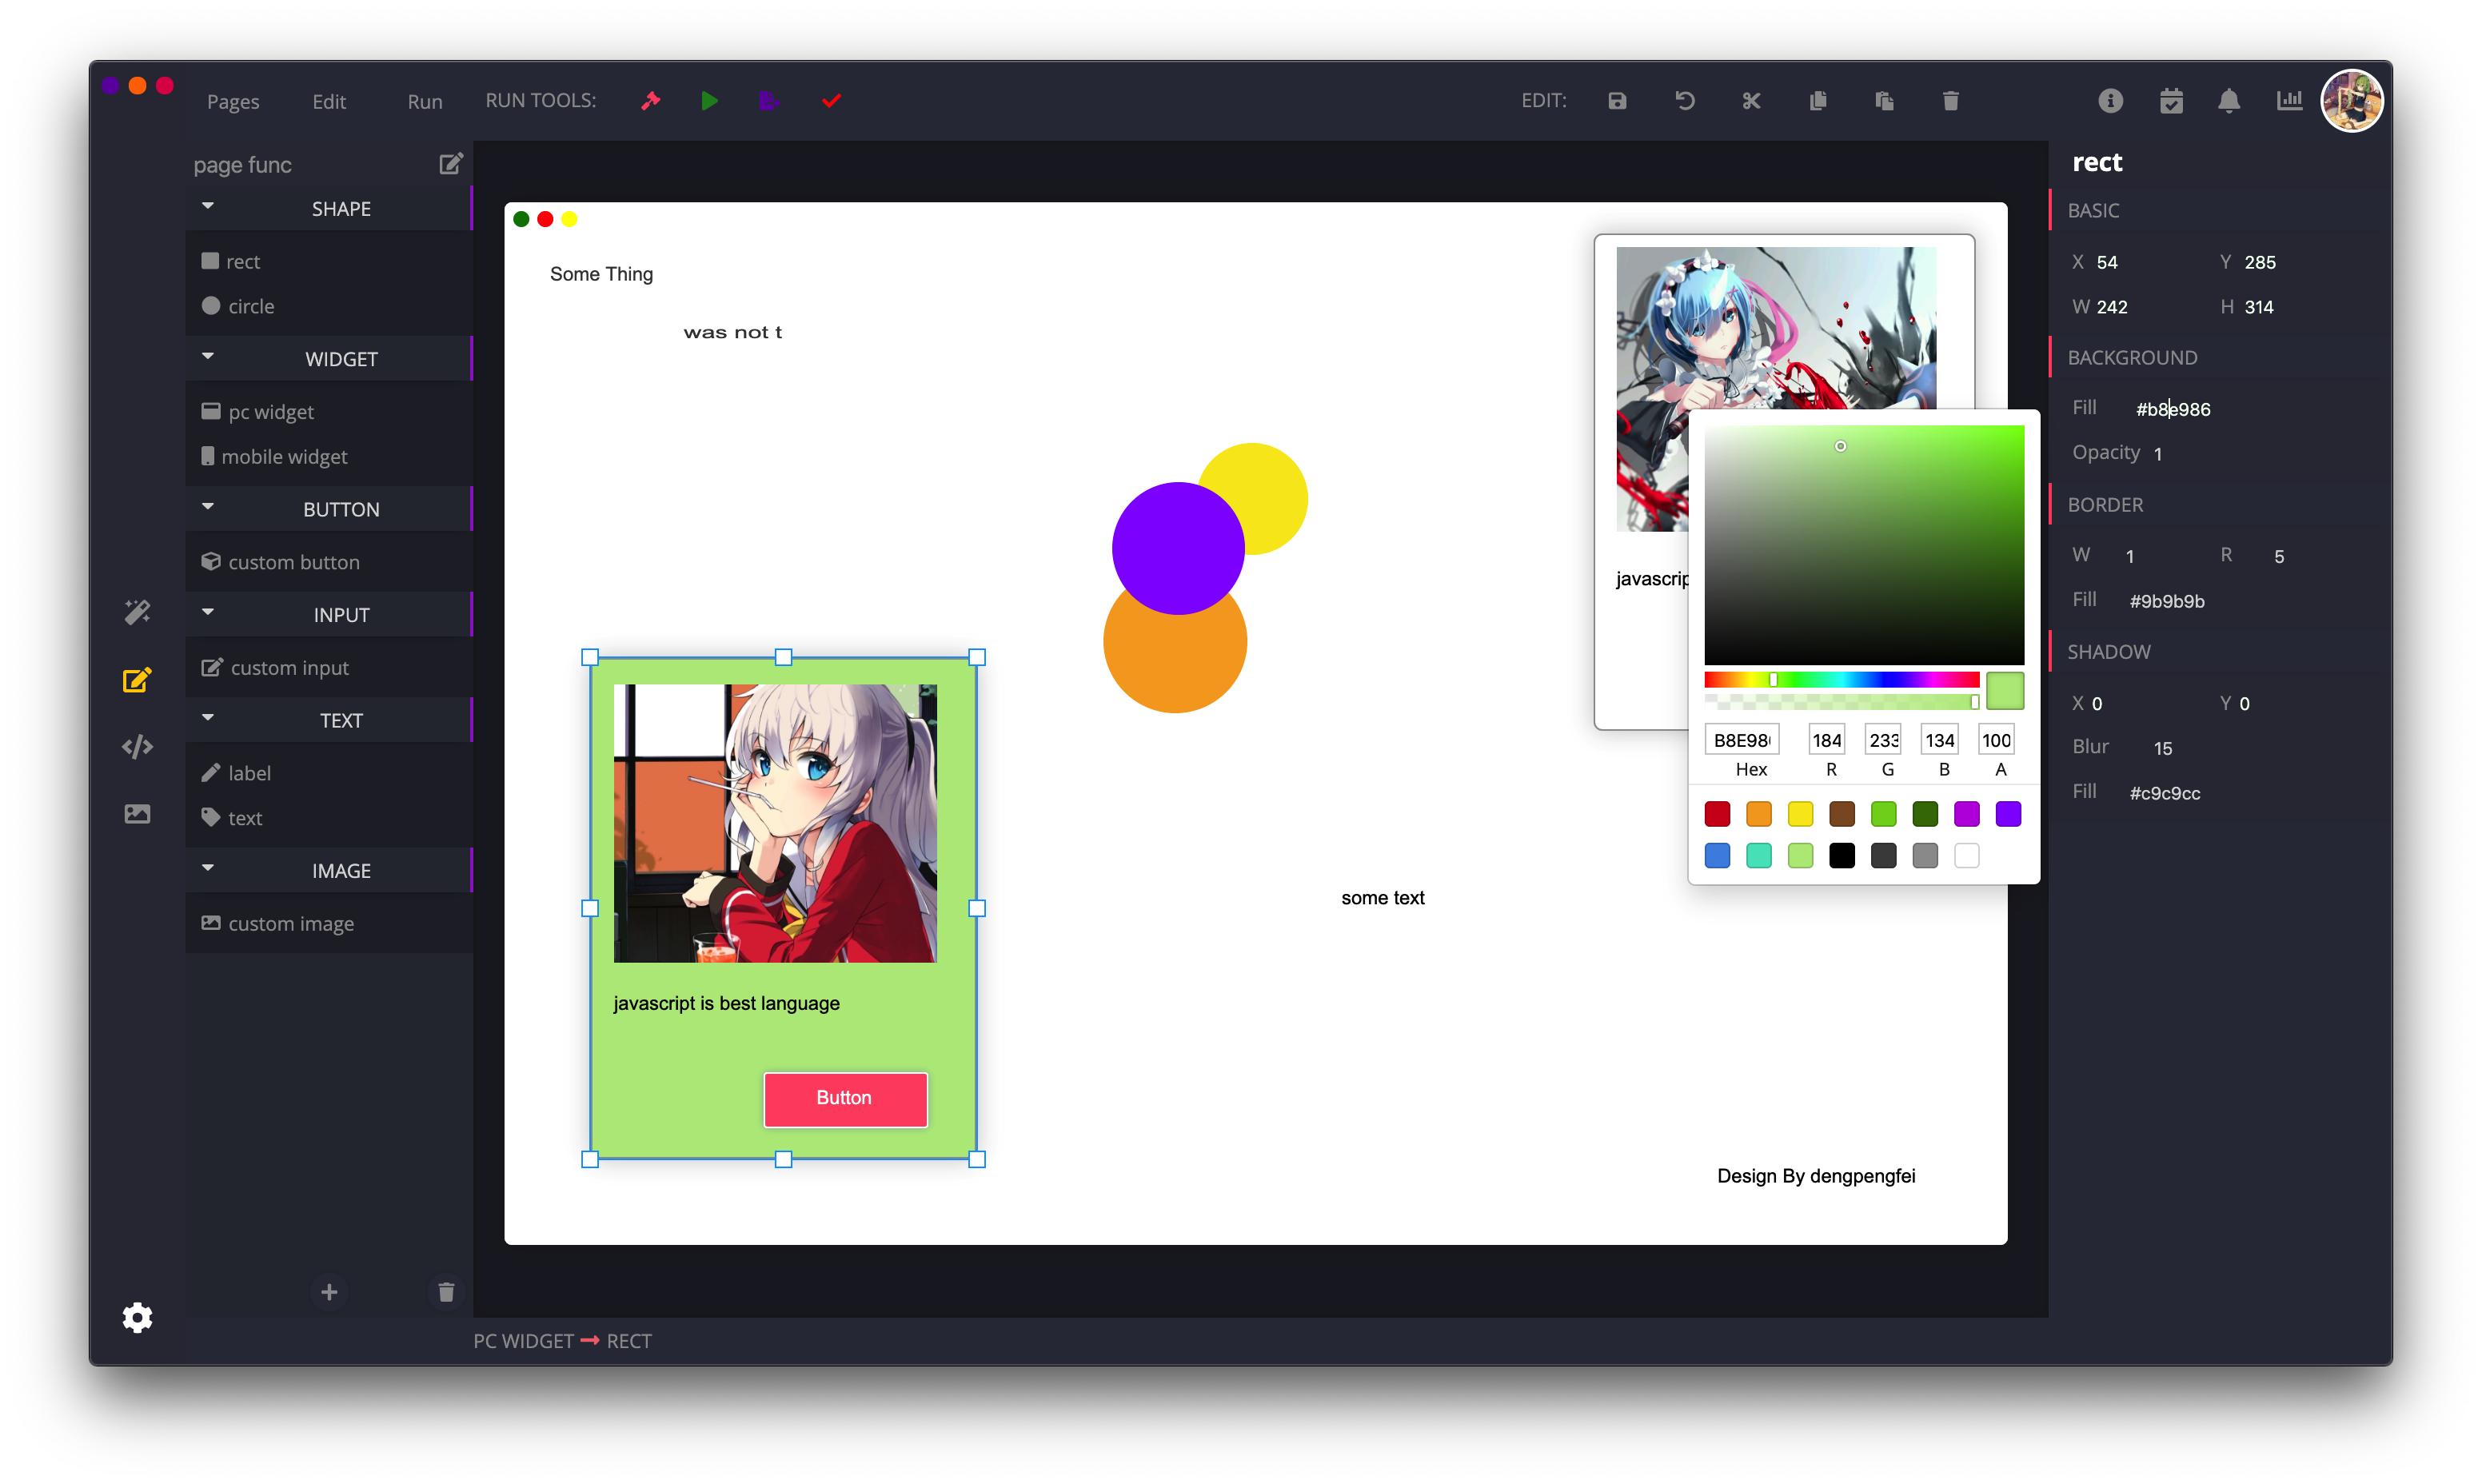 Pages Edit Run RUN TOOLS: EDIT:
page func
SHAPE
rect
circle
WIDGET
pc widget
mobile widget
BUTTON
custom button
INPUT
custom input
TEXT
label
text
IMAGE
custom image
Some Thing
was not t
javascript is best language
Button
some text
Design By dengpengfei
javascrip
B8E98
184 233 134 100
Hex R G B A
rect
BASIC
X 54 Y 285
W 242 H 314
BACKGROUND
Fill #b8e986
Opacity 1
BORDER
W 1 R 5
Fill #9b9b9b
SHADOW
X 0 Y 0
Blur 15
Fill #c9c9cc
PC WIDGET RECT